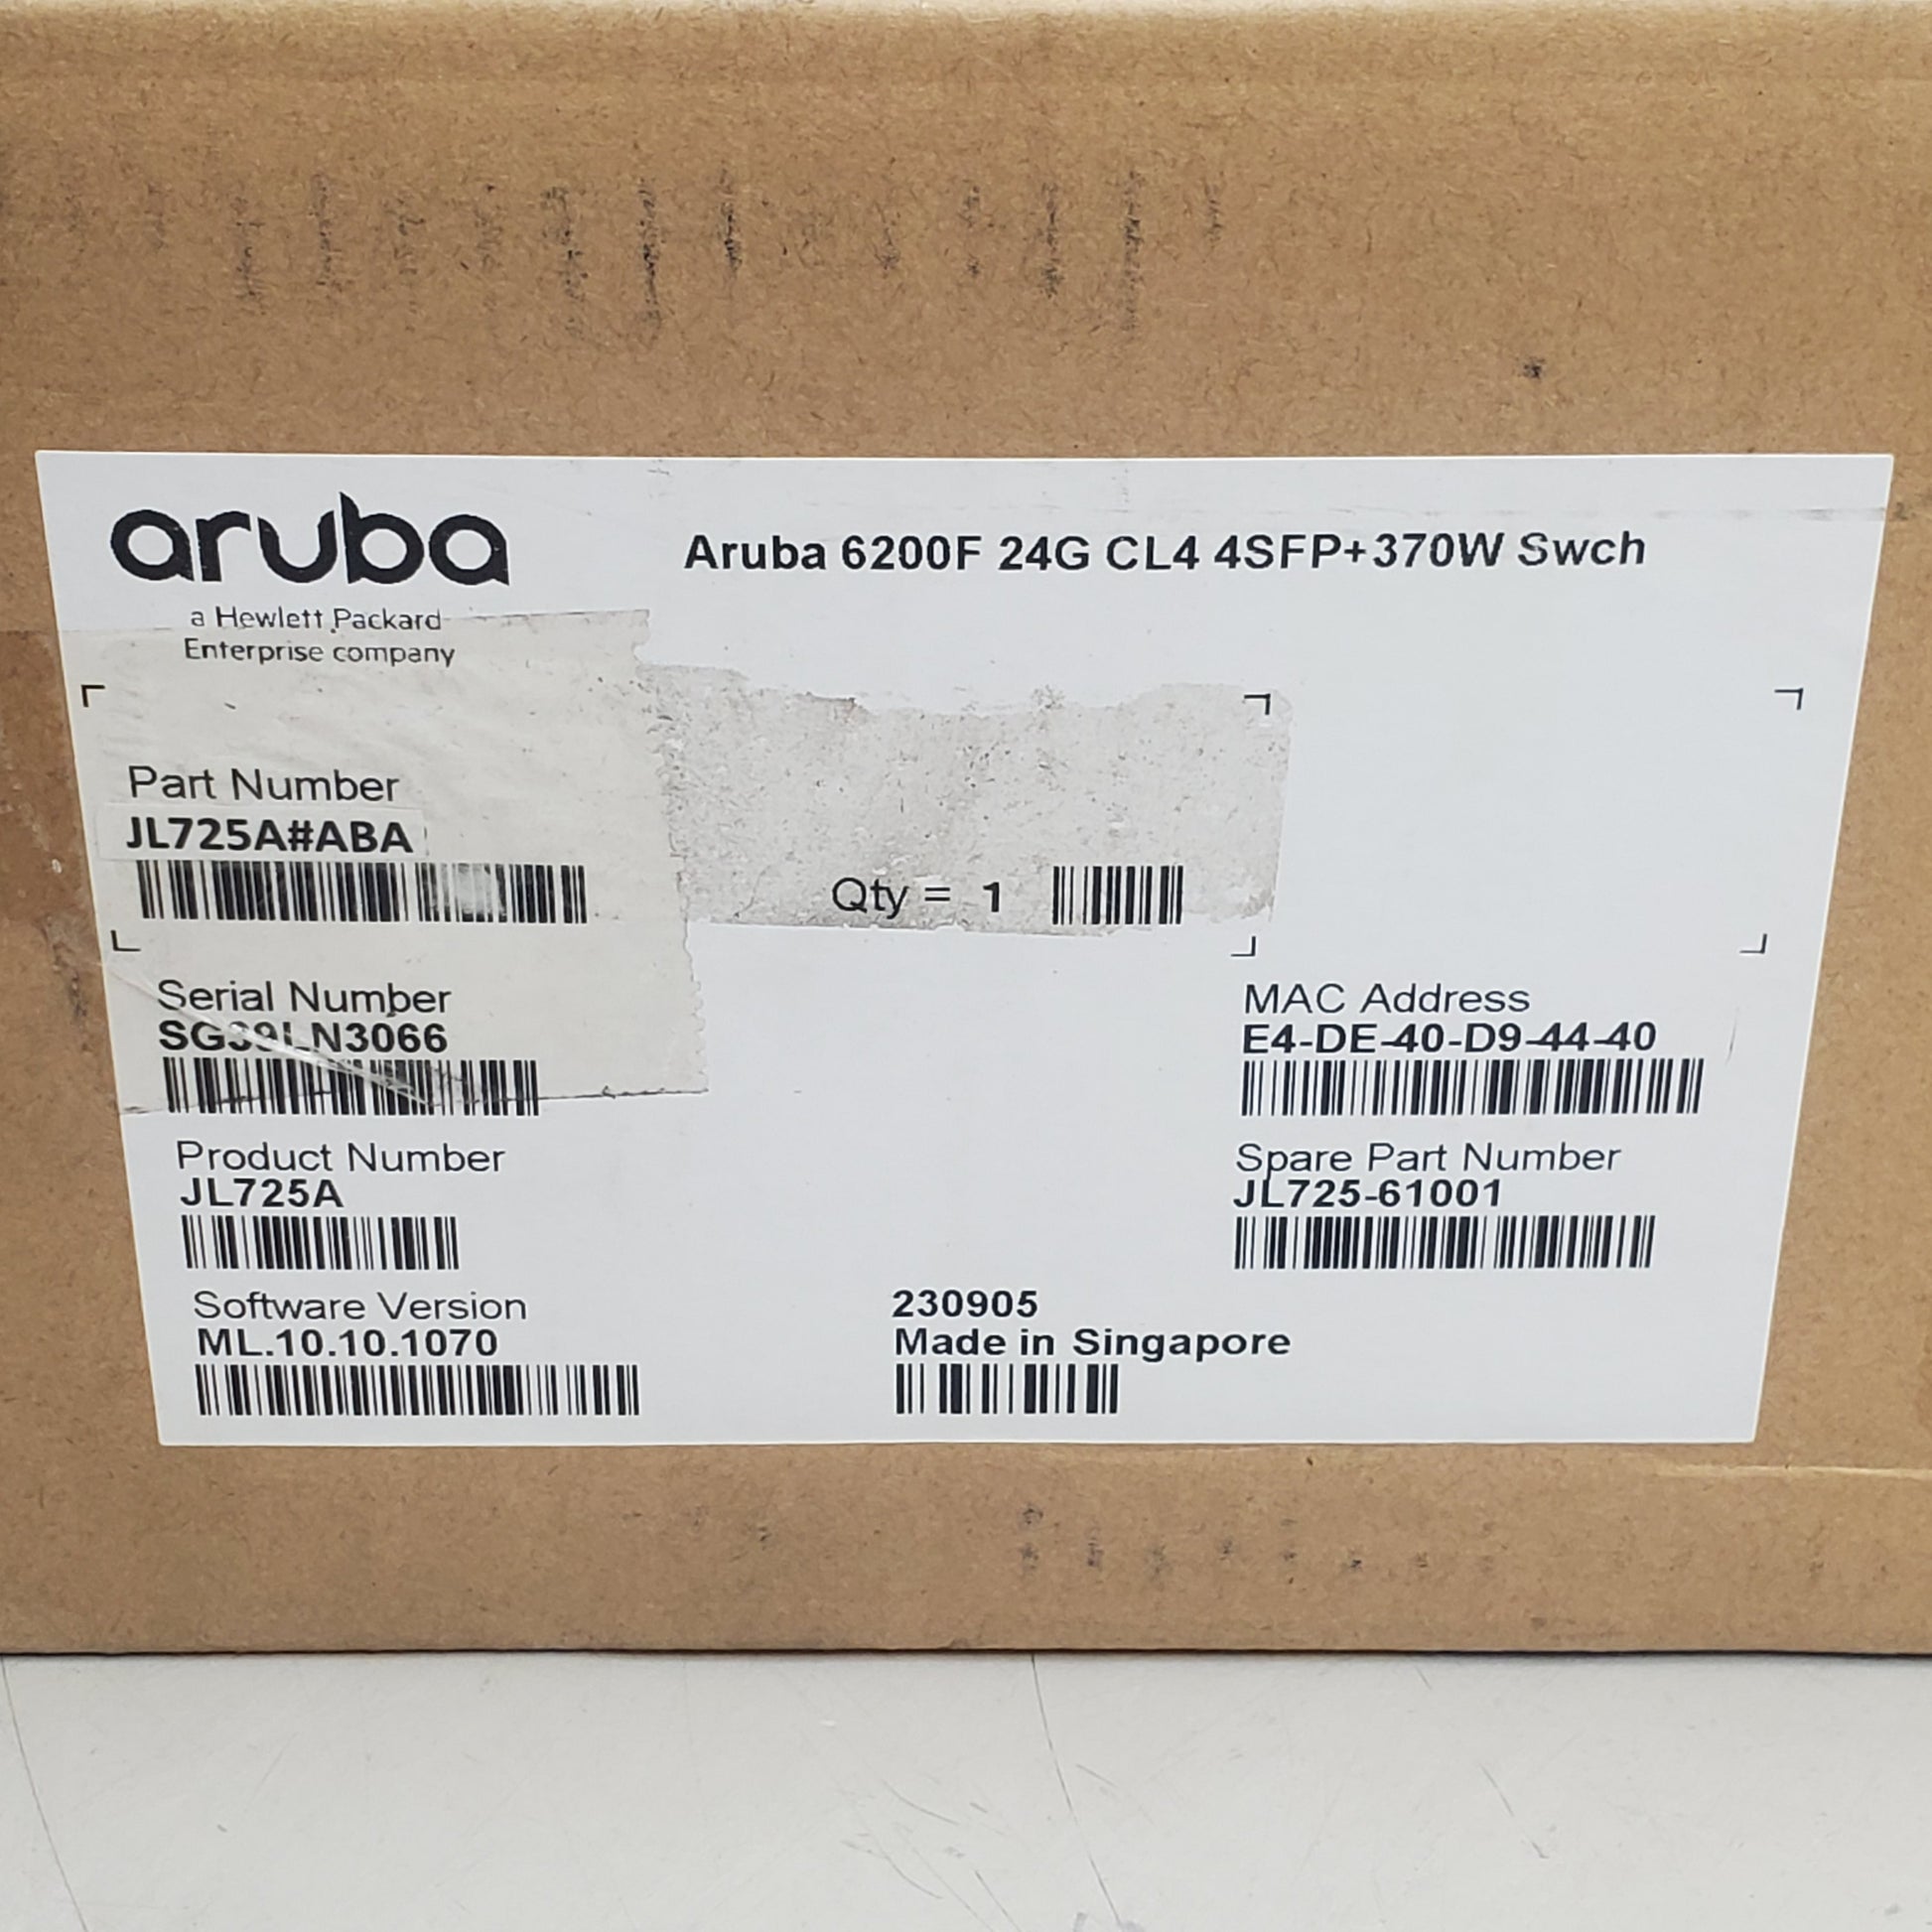 aruba
a Hewlett Packard
Enterprise company
Aruba 6200F 24G CL4 4SFP+370W Swch
Part Number
JL725A#ABA
Qty = 1
Serial Number
SG39LN3066
MAC Address
E4-DE-40-D9-44-40
Product Number
JL725A
Spare Part Number
JL725-61001
Software Version
ML.10.10.1070
230905
Made in Singapore